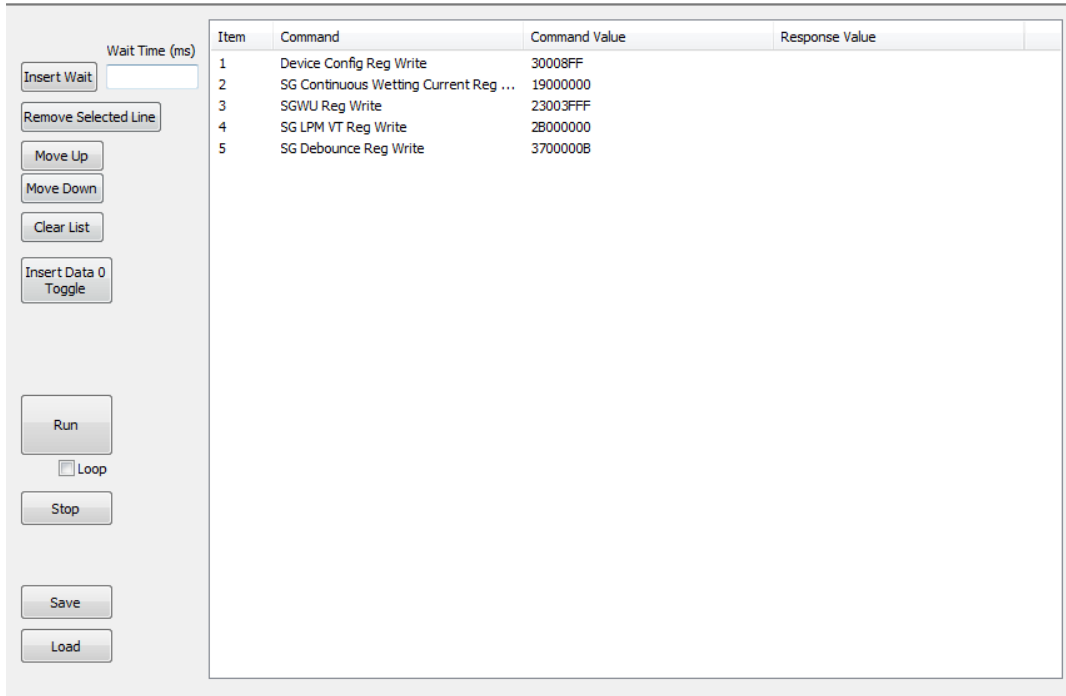 Wait Time (ms)
Insert Wait
Remove Selected Line
Move Up
Move Down
Clear List
Insert Data 0
Toggle
Run
Loop
Stop
Save
Load
Item Command Command Value Response Value
1 Device Config Reg Write 30008FF
2 SG Continuous Wetting Current Reg ... 19000000
3 SGWU Reg Write 23003FFF
4 SG LPM VT Reg Write 2B000000
5 SG Debounce Reg Write 3700000B